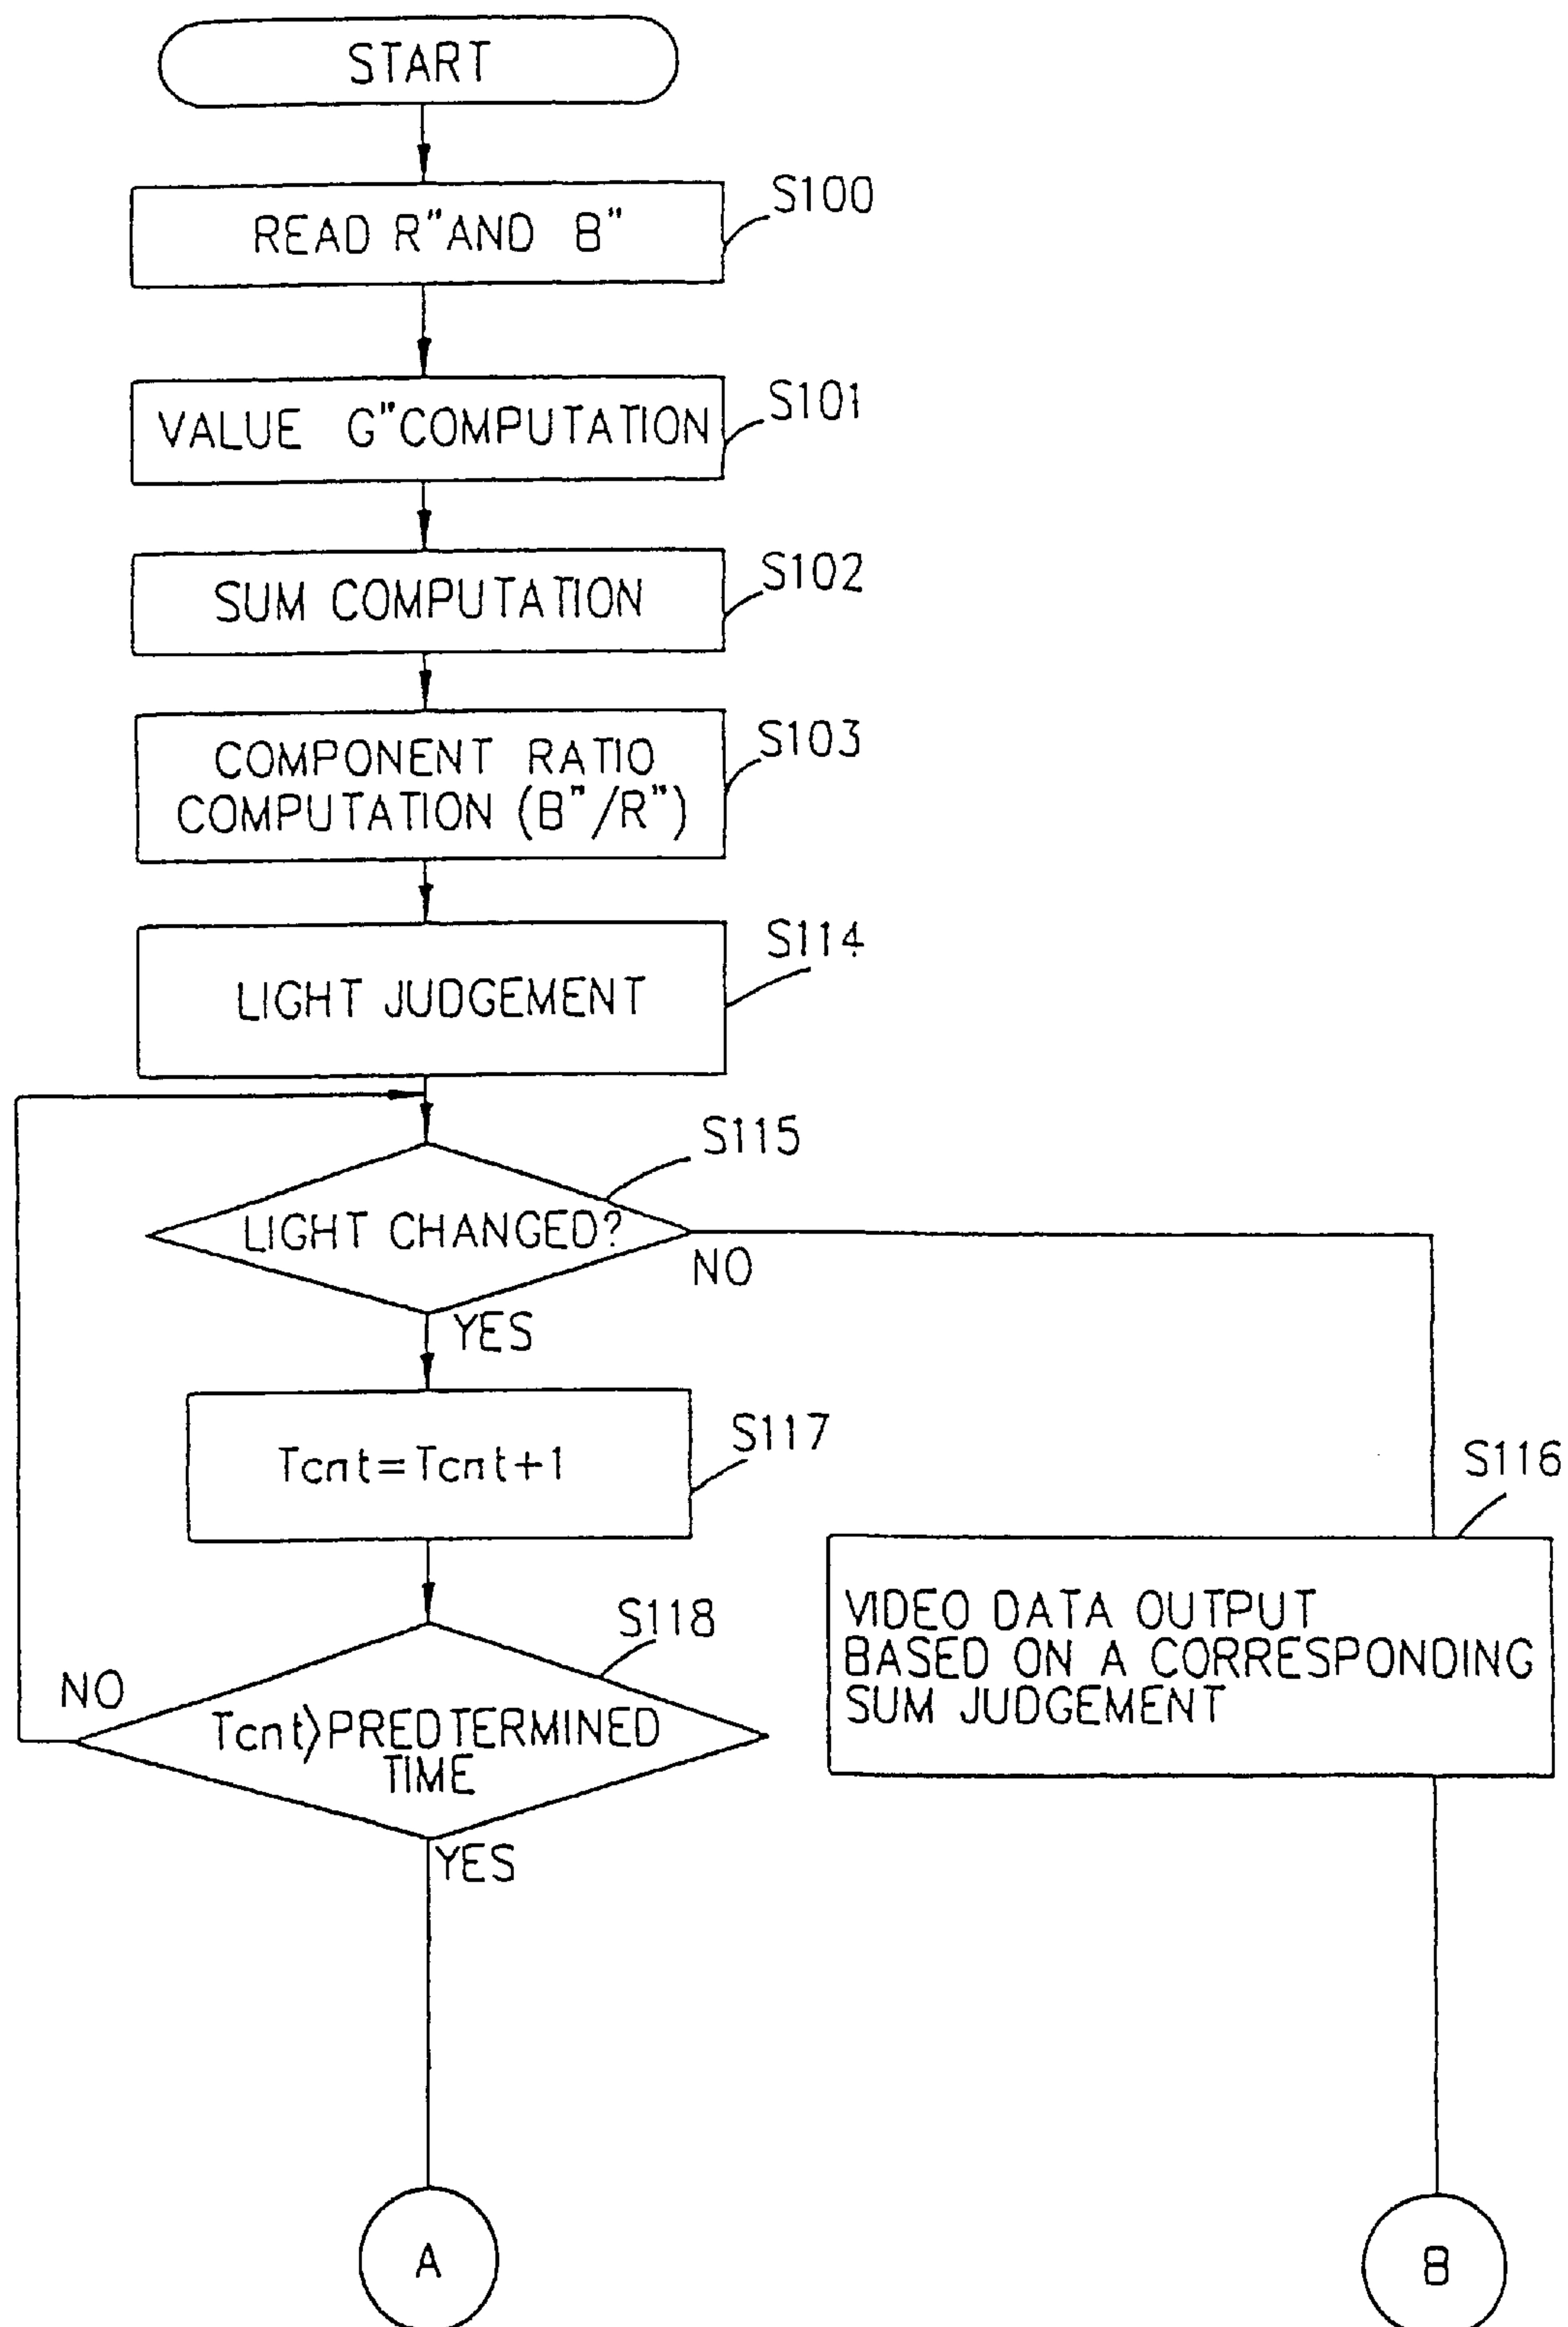 START
READ R" AND B"
S100
VALUE G" COMPUTATION
S101
SUM COMPUTATION
S102
COMPONENT RATIO
COMPUTATION (B"/R")
S103
LIGHT JUDGEMENT
S114
LIGHT CHANGED?
S115
NO
YES
Tcnt=Tcnt+1
S117
S116
VIDEO DATA OUTPUT
BASED ON A CORRESPONDING
SUM JUDGEMENT
S118
NO
Tcnt>PREDTERMINED
TIME
YES
A
B